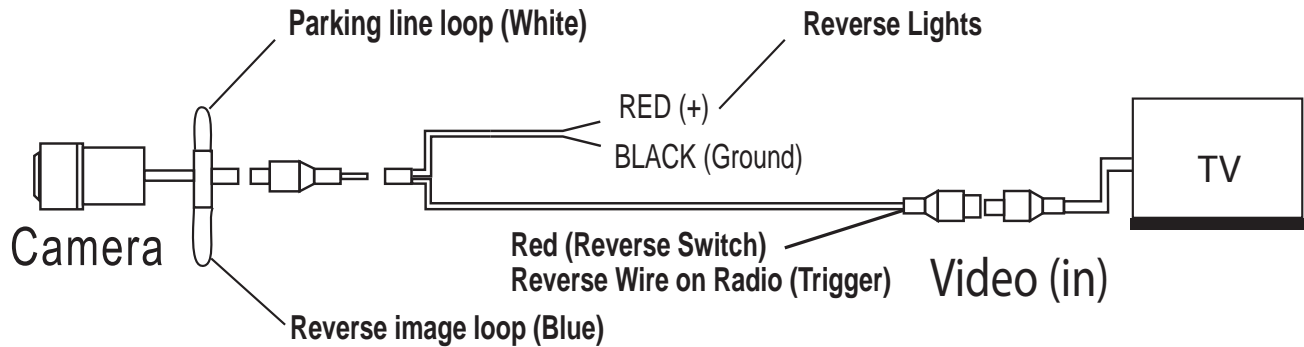 Parking line loop (White)
Reverse Lights
RED (+)
BLACK (Ground)
TV
Camera
Red (Reverse Switch)
Reverse Wire on Radio (Trigger)
Video (in)
Reverse image loop (Blue)